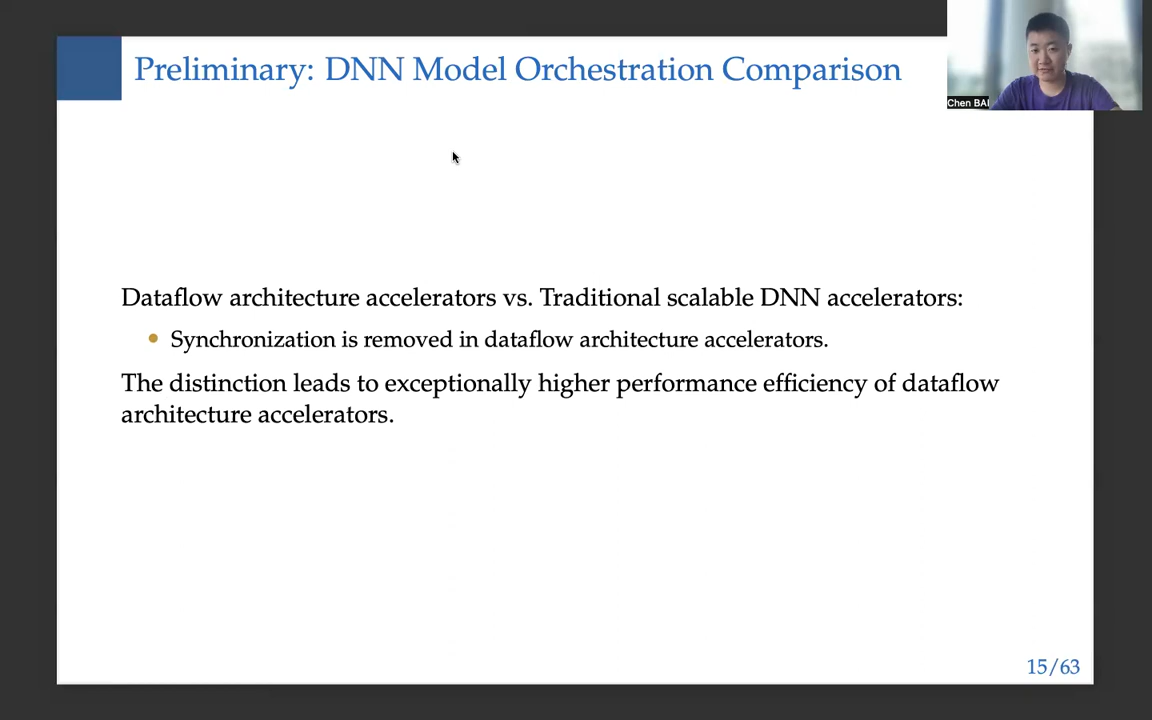 Preliminary: DNN Model Orchestration Comparison
Chen BAI
Dataflow architecture accelerators vs. Traditional scalable DNN accelerators:
Synchronization is removed in dataflow architecture accelerators.
The distinction leads to exceptionally higher performance efficiency of dataflow
architecture accelerators.
15/63